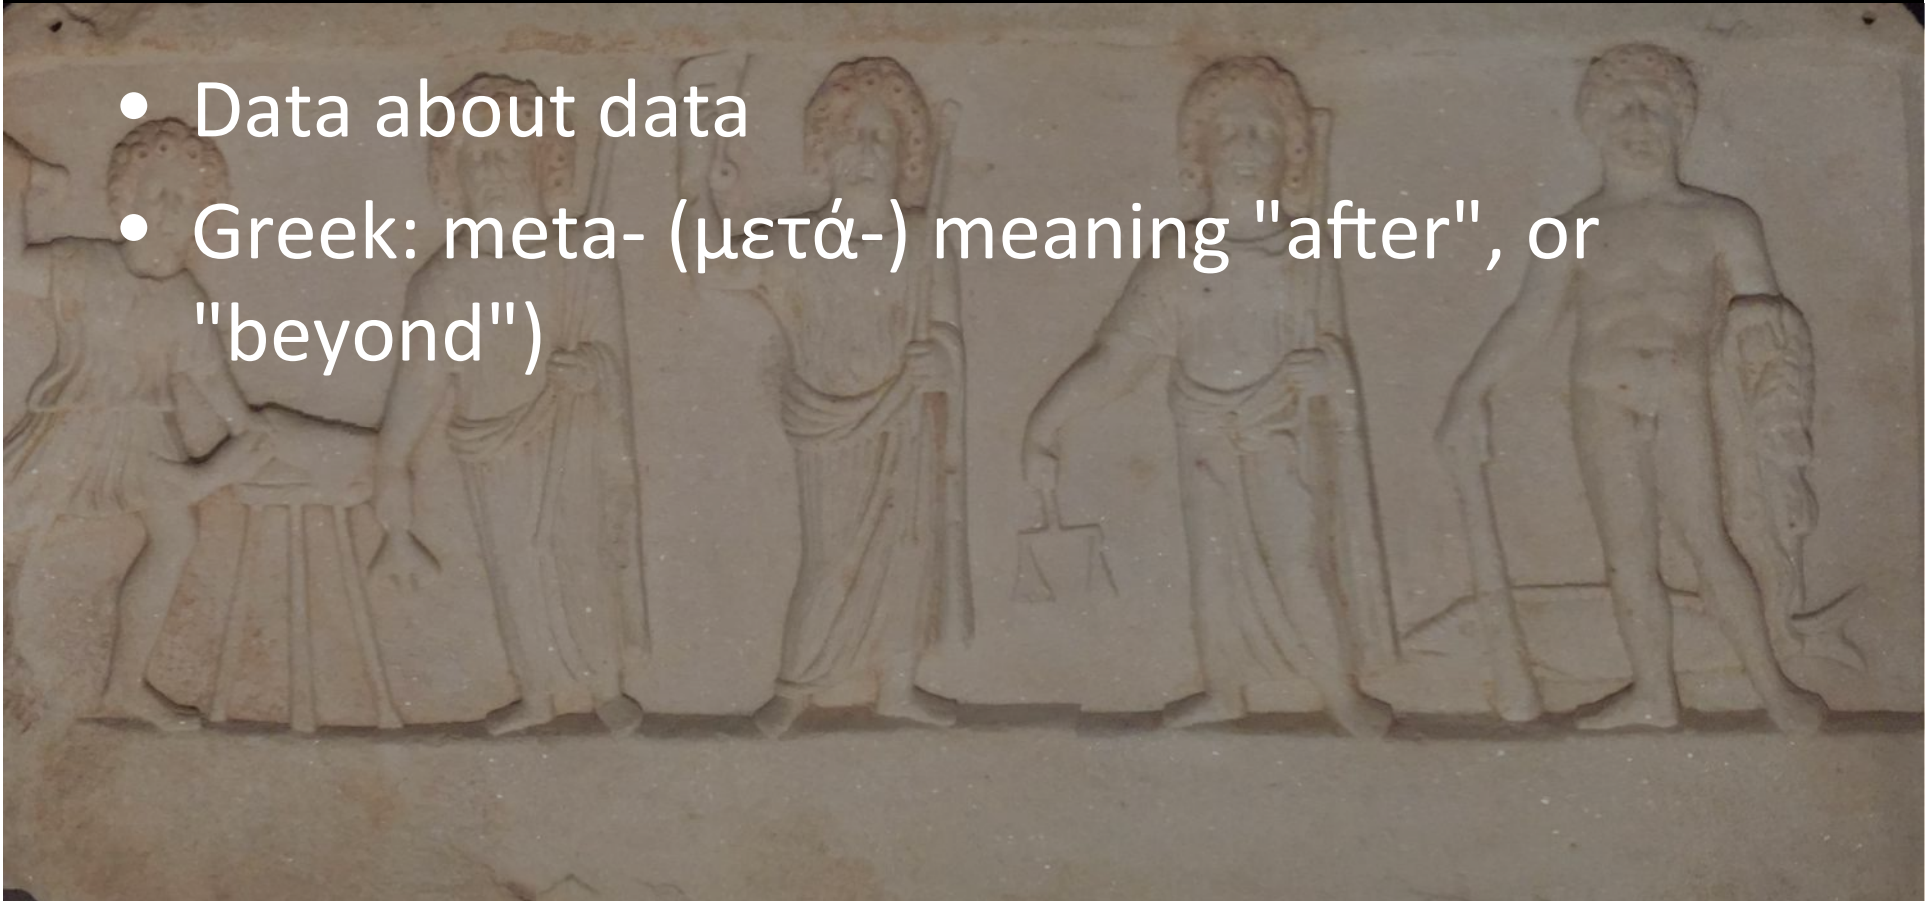 • Data about data
• Greek: meta- (μετά-) meaning "after", or
"beyond")